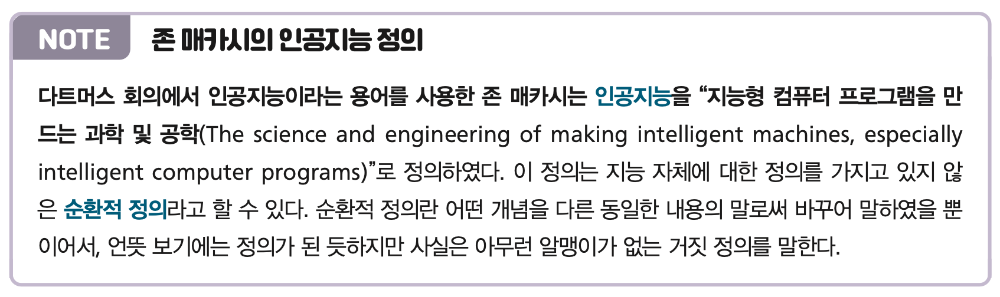 NOTE 존 매카시의 인공지능 정의
다트머스 회의에서 인공지능이라는 용어를 사용한 존 매카시는 인공지능을 “지능형 컴퓨터 프로그램을 만
드는 과학 및 공학(The science and engineering of making intelligent machines, especially
intelligent computer programs)”로 정의하였다. 이 정의는 지능 자체에 대한 정의를 가지고 있지 않
은 순환적 정의라고 할 수 있다. 순환적 정의란 어떤 개념을 다른 동일한 내용의 말로써 바꾸어 말하였을 뿐
이어서, 언뜻 보기에는 정의가 된 듯하지만 사실은 아무런 알맹이가 없는 거짓 정의를 말한다.